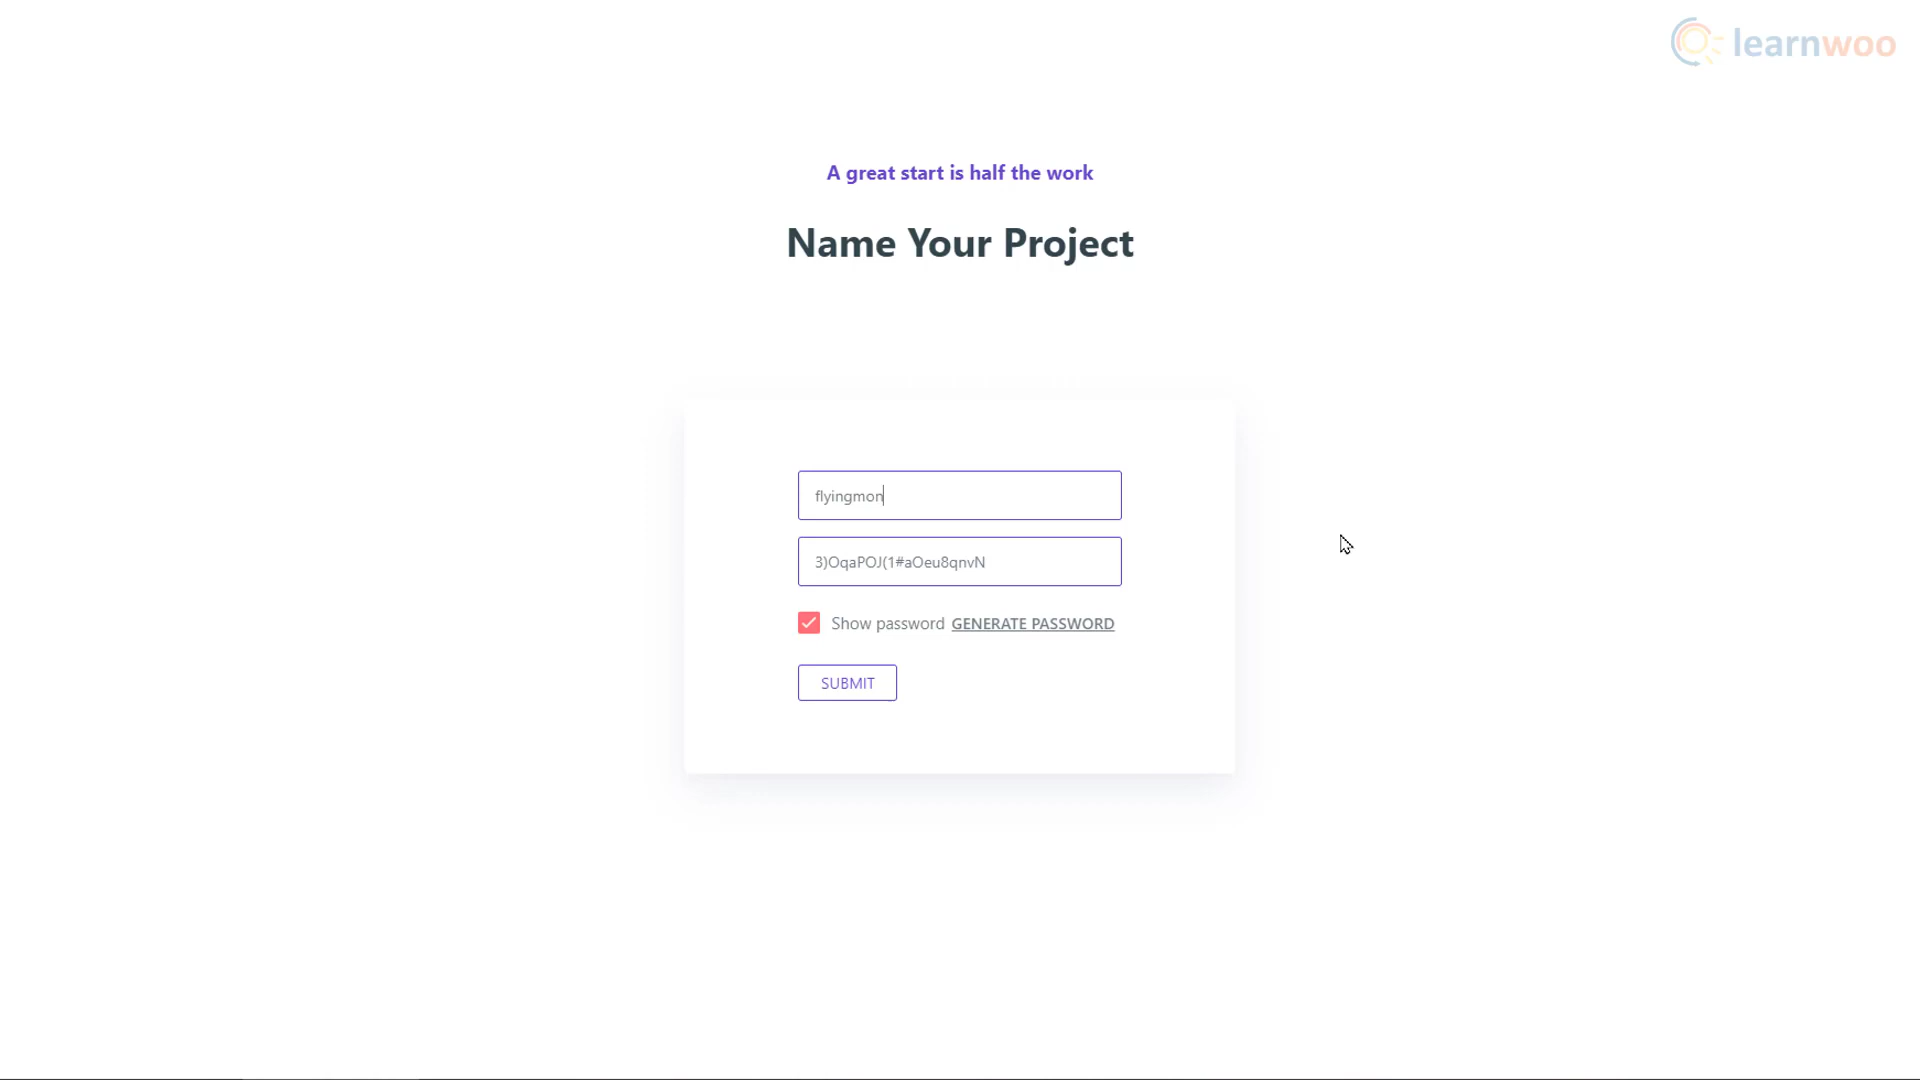 learnwoo
A great start is half the work
Name Your Project
flyingmon
3)OqaPOJ(1#aOeu8qnvN
Show password GENERATE PASSWORD
SUBMIT